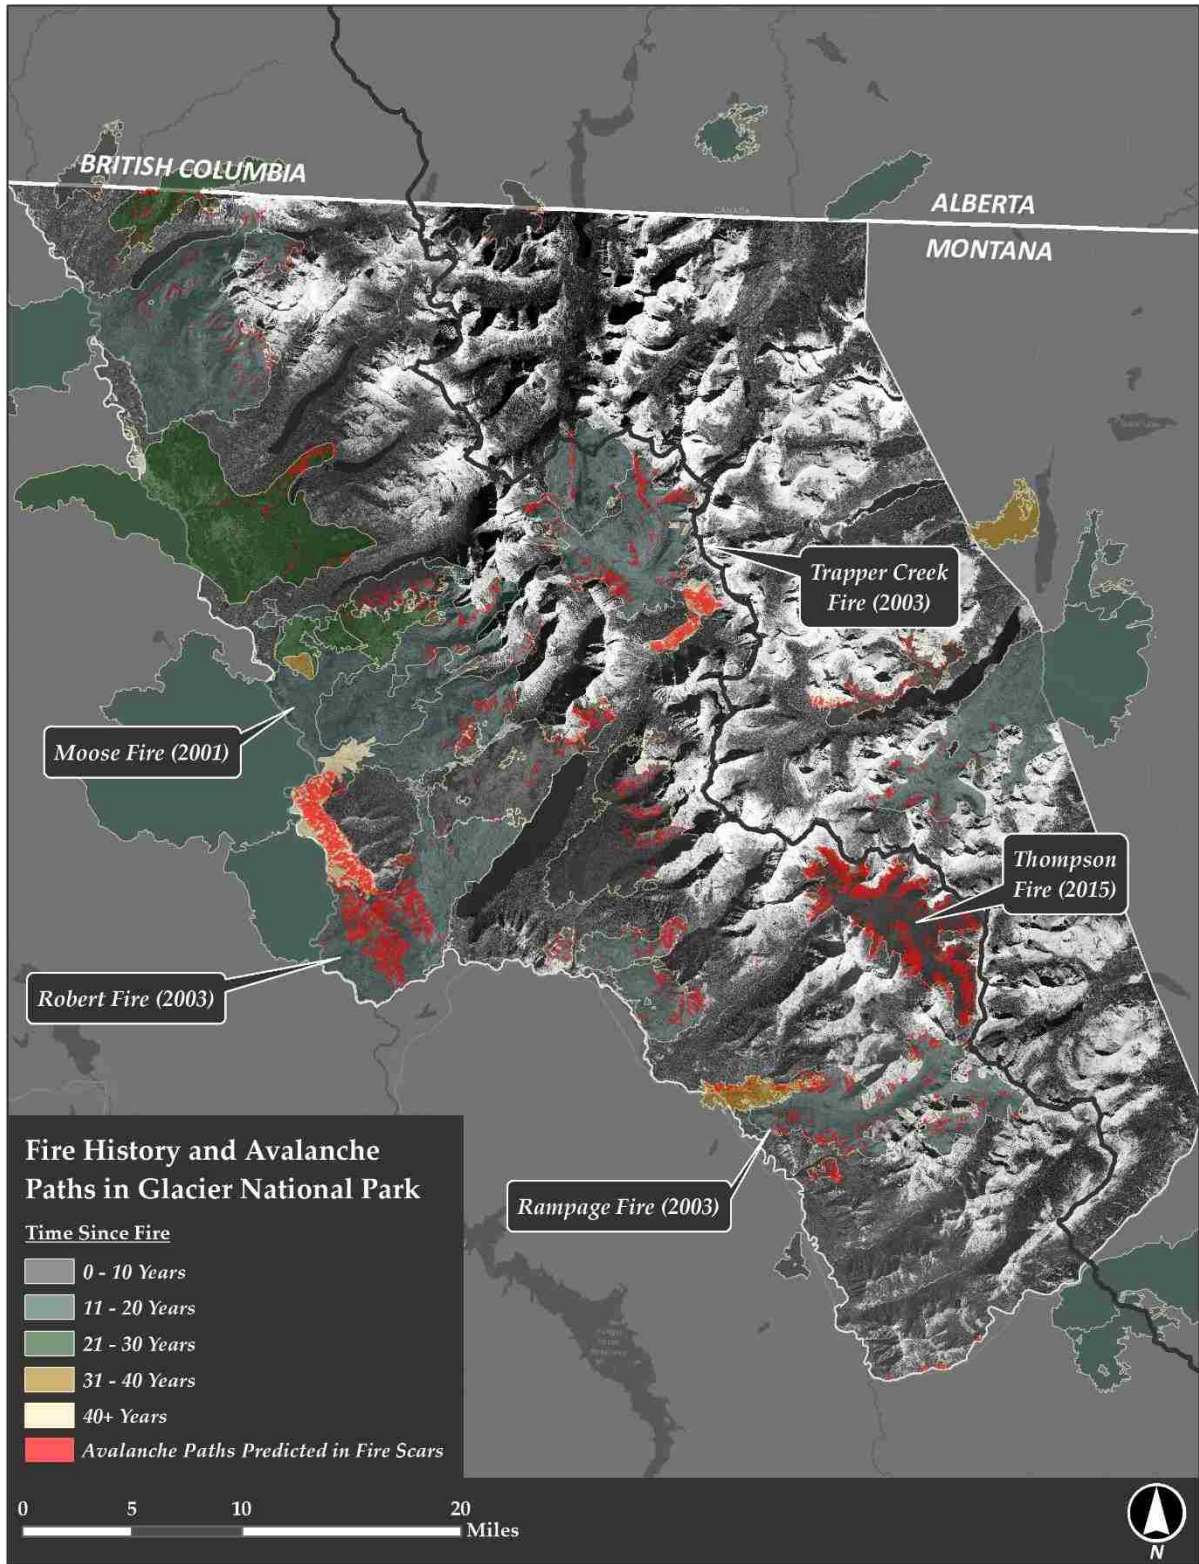 BRITISH COLUMBIA
CANADA
ALBERTA
MONTANA
Trapper Creek
Fire (2003)
Moose Fire (2001)
Thompson
Fire (2015)
Robert Fire (2003)
Rampage Fire (2003)
Fire History and Avalanche
Paths in Glacier National Park
Time Since Fire
0 - 10 Years
11 - 20 Years
21 - 30 Years
31 - 40 Years
40+ Years
Avalanche Paths Predicted in Fire Scars
0 5 10 20
Miles
N